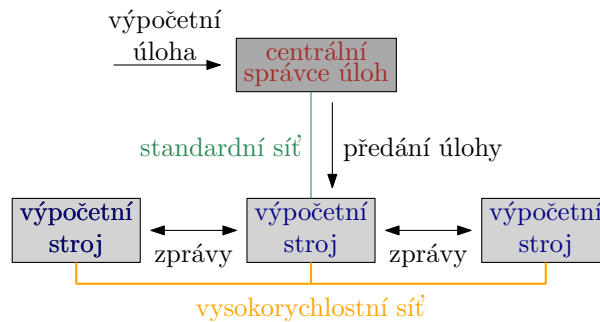 výpočetní
úloha
centrální
správce úloh
standardní síť
předání úlohy
výpočetní
stroj
zprávy
výpočetní
stroj
zprávy
výpočetní
stroj
vysokorychlostní síť